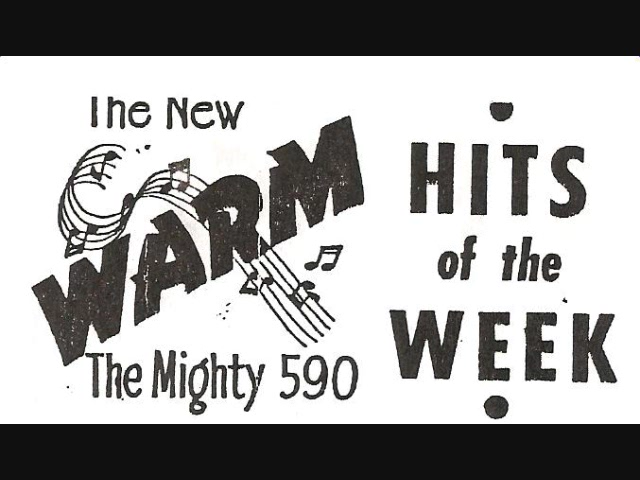 The New
WARM
The Mighty 590
HITS
of the
WEEK